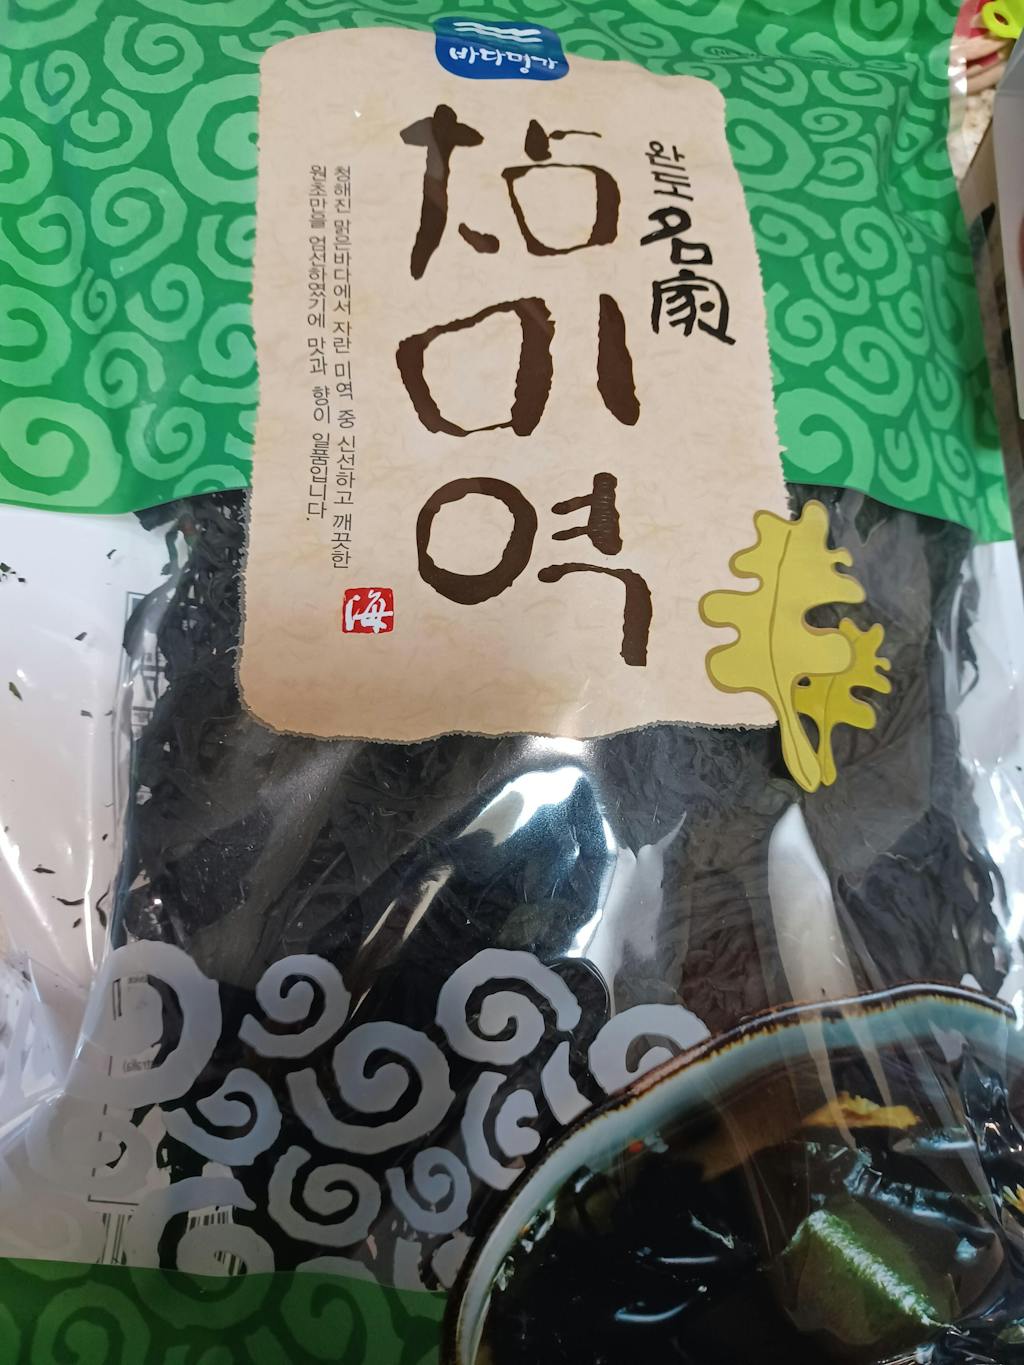 바다명가
완도 名家
참미역
청해진 맑은바다에서 자란 미역 중 신선하고 깨끗한
원초만을 엄선하였기에 맛과 향이 일품입니다.
海